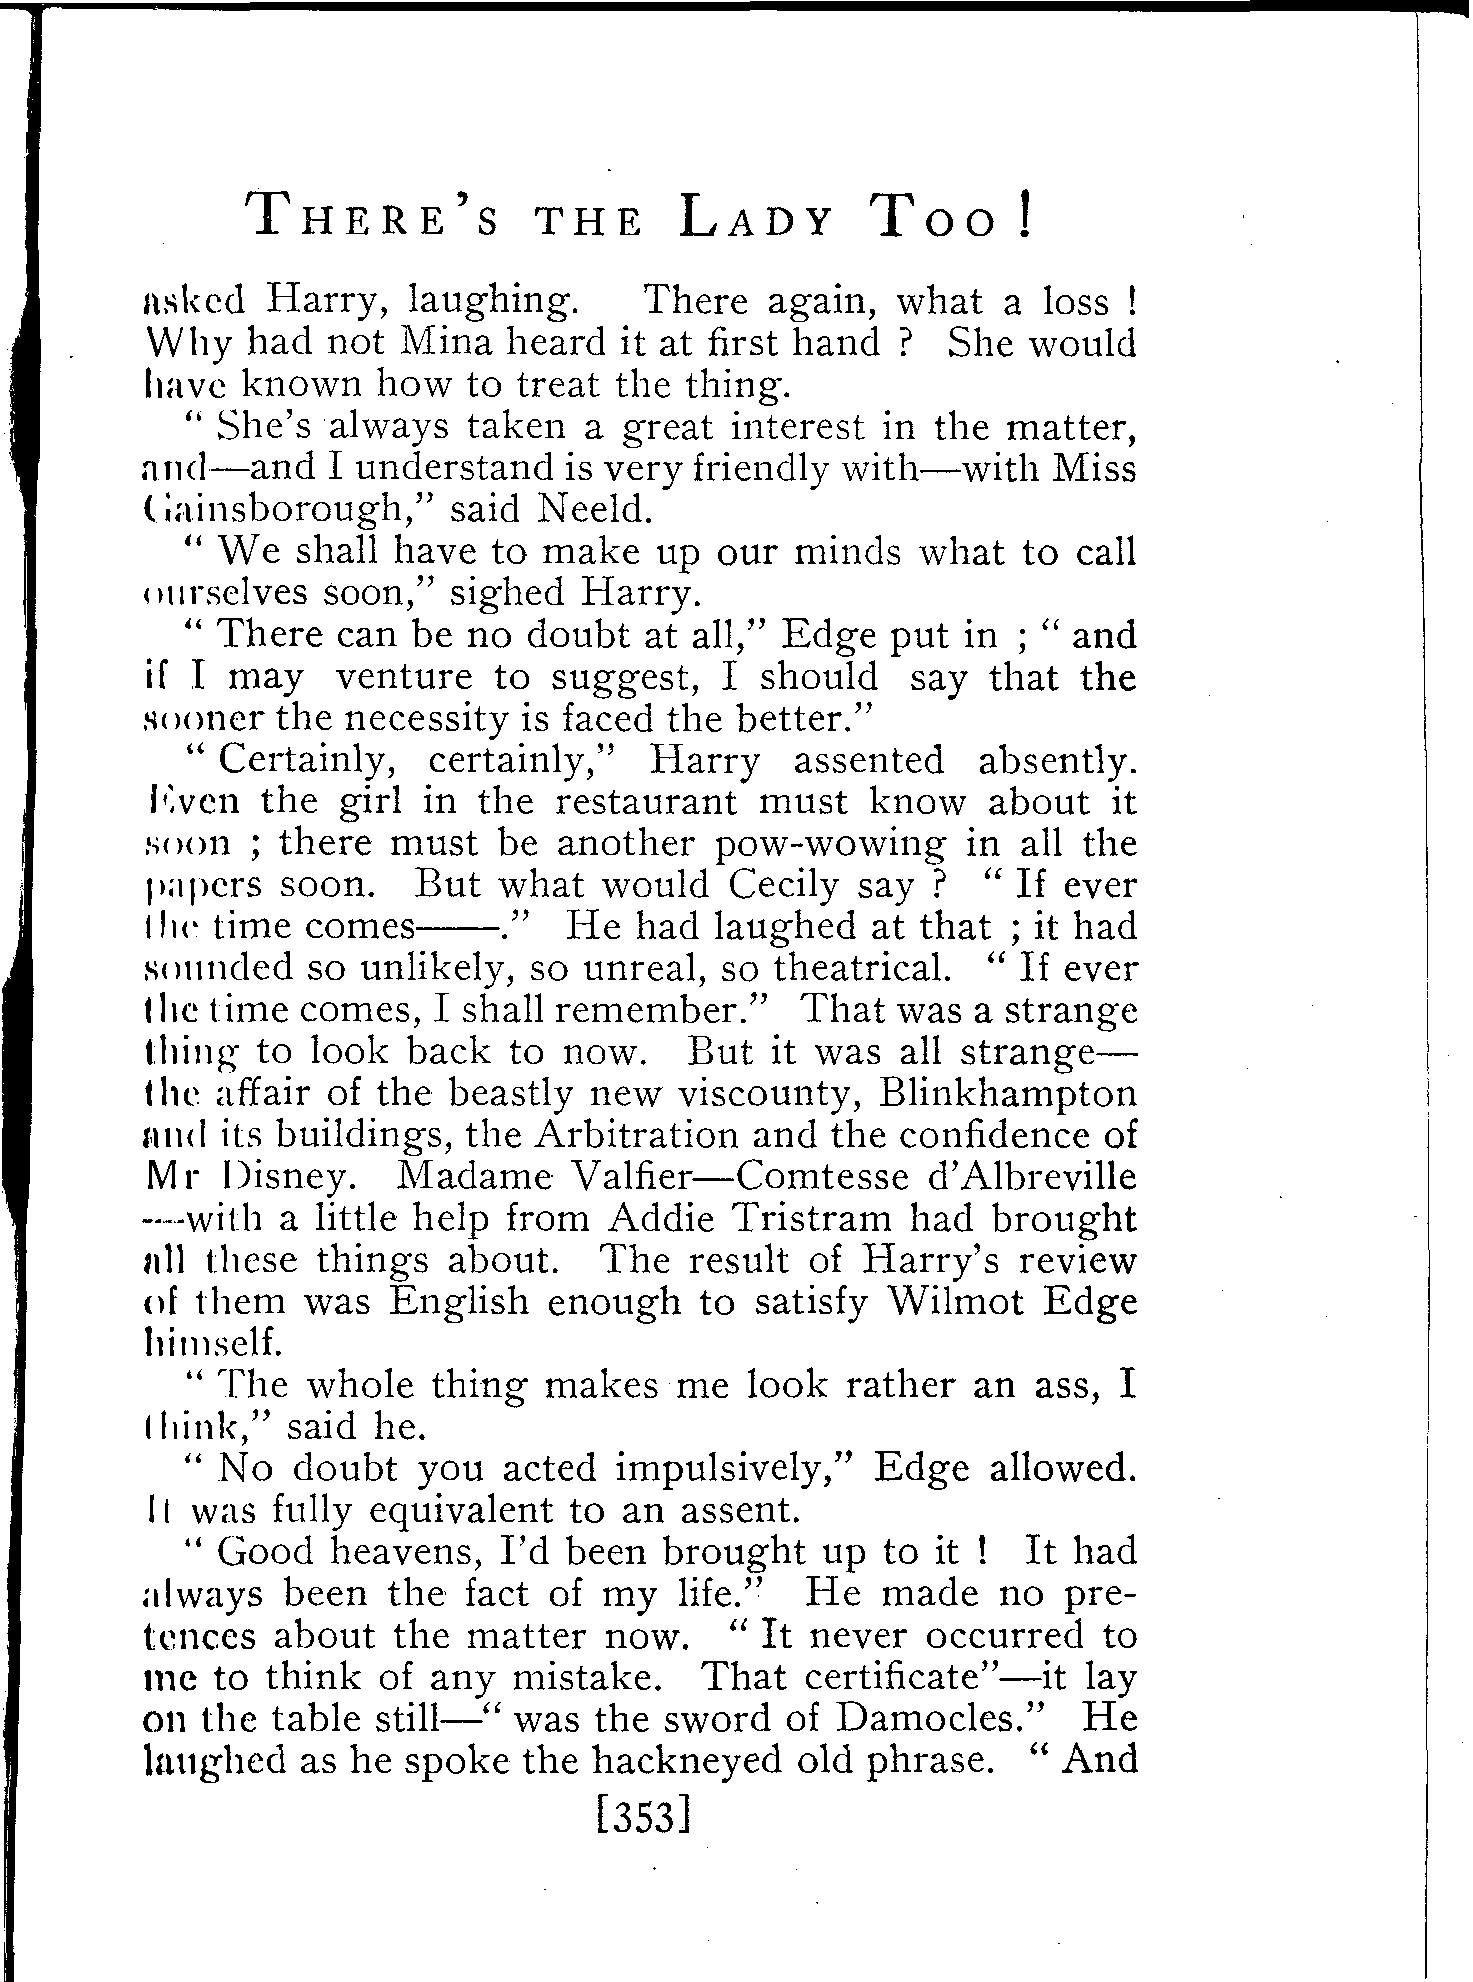 THERE'S THE LADY TOO !
asked Harry, laughing. There again, what a loss !
Why had not Mina heard it at first hand ? She would
have known how to treat the thing.
“ She's always taken a great interest in the matter,
and—and I understand is very friendly with—with Miss
Gainsborough,” said Neeld.
“ We shall have to make up our minds what to call
ourselves soon,” sighed Harry.
“ There can be no doubt at all,” Edge put in ; “ and
if I may venture to suggest, I should say that the
sooner the necessity is faced the better.”
“ Certainly, certainly,” Harry assented absently.
Even the girl in the restaurant must know about it
soon ; there must be another pow-wowing in all the
papers soon. But what would Cecily say ? “ If ever
the time comes——.” He had laughed at that ; it had
sounded so unlikely, so unreal, so theatrical. “ If ever
the time comes, I shall remember.” That was a strange
thing to look back to now. But it was all strange—
the affair of the beastly new viscounty, Blinkhampton
and its buildings, the Arbitration and the confidence of
Mr Disney. Madame Valfier—Comtesse d'Albreville
—with a little help from Addie Tristram had brought
all these things about. The result of Harry's review
of them was English enough to satisfy Wilmot Edge
himself.
“ The whole thing makes me look rather an ass, I
think,” said he.
“ No doubt you acted impulsively,” Edge allowed.
It was fully equivalent to an assent.
“ Good heavens, I'd been brought up to it ! It had
always been the fact of my life.” He made no pre-
tences about the matter now. “ It never occurred to
me to think of any mistake. That certificate”—it lay
on the table still—“ was the sword of Damocles.” He
laughed as he spoke the hackneyed old phrase. “ And
[353]